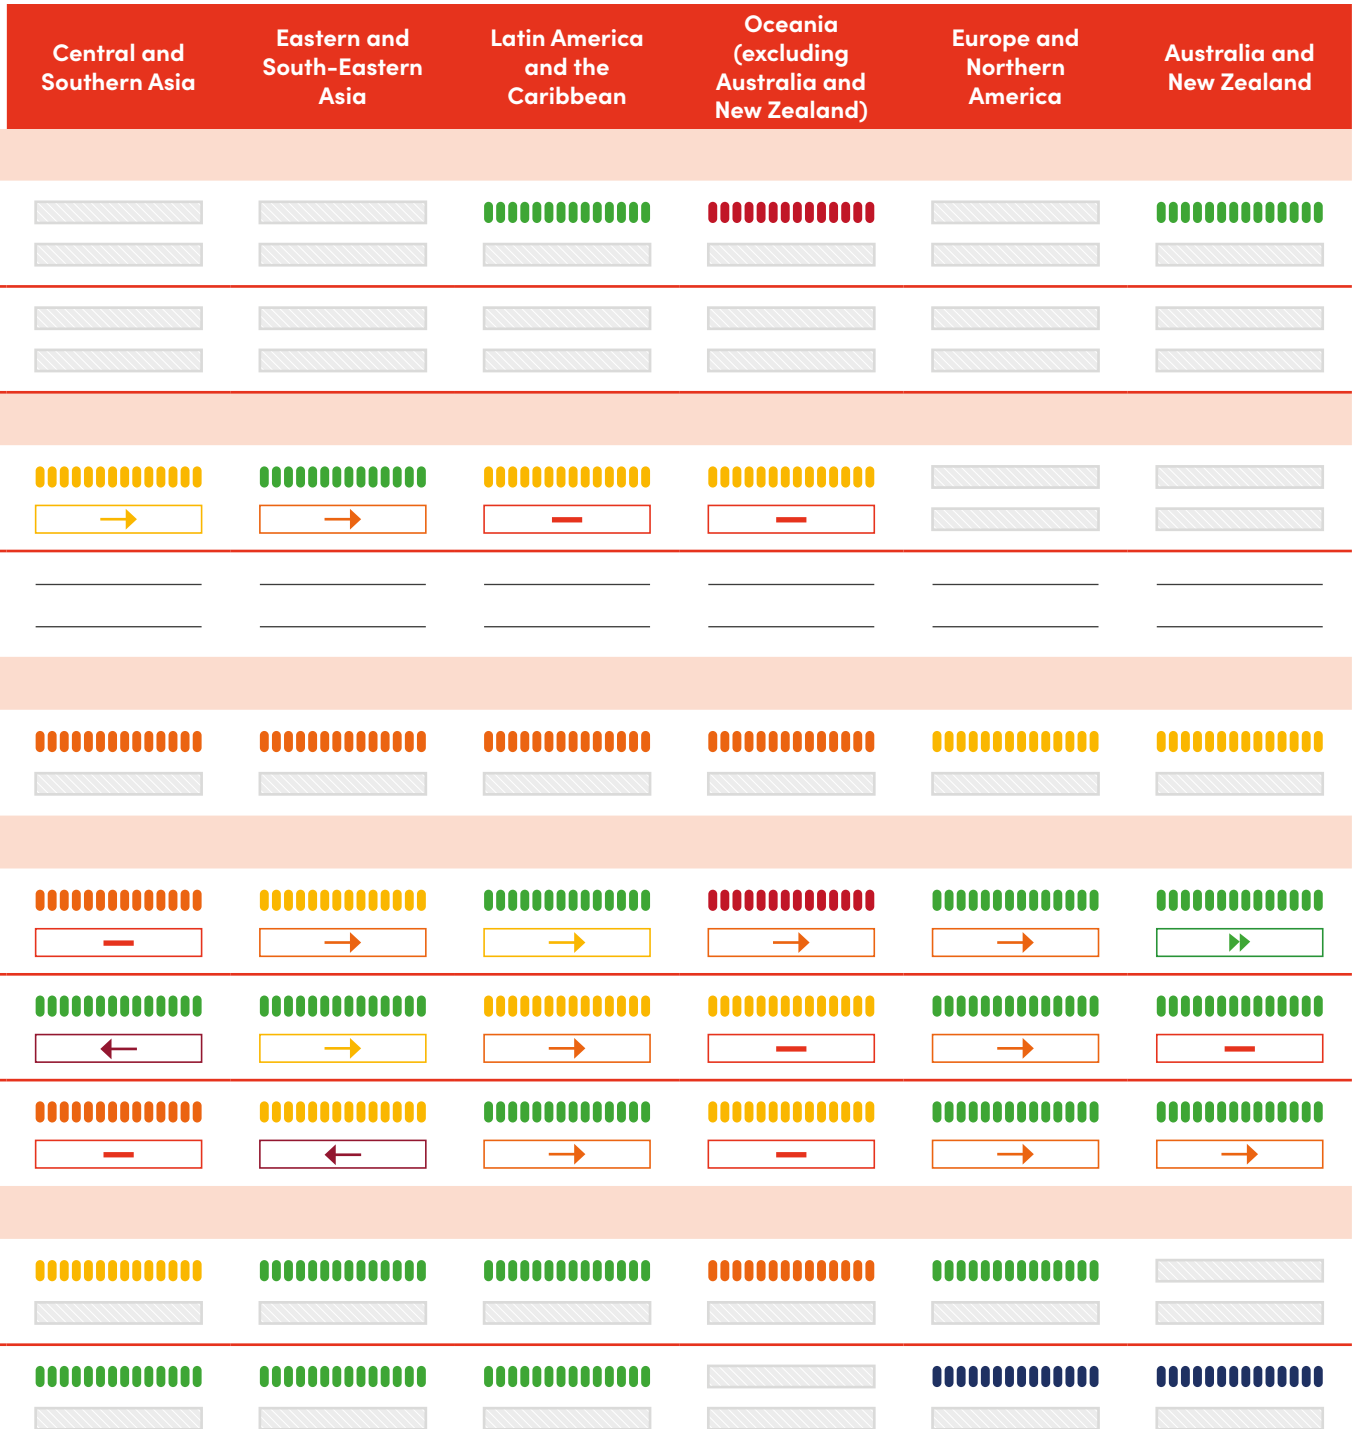 Central and
Southern Asia
Eastern and
South-Eastern
Asia
Latin America
and the
Caribbean
Oceania
(excluding
Australia and
New Zealand)
Europe and
Northern
America
Australia and
New Zealand